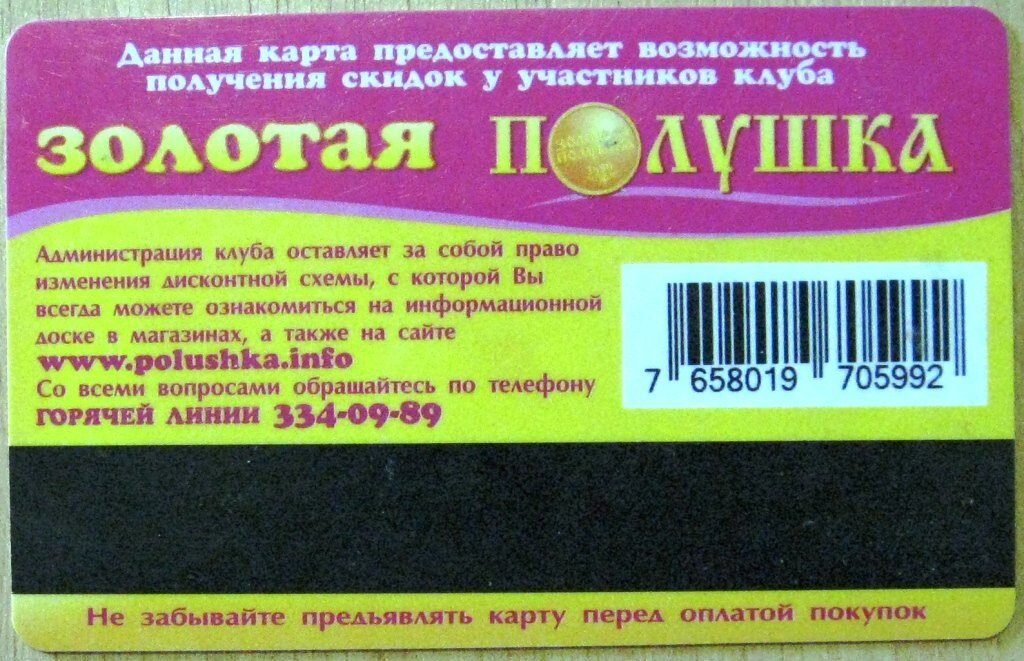 Данная карта предоставляет возможность
получения скидок у участников клуба
золотая полушка
Администрация клуба оставляет за собой право
изменения дисконтной схемы, с которой Вы
всегда можете ознакомиться на информационной
доске в магазинах, а также на сайте
www.polushka.info
Со всеми вопросами обращайтесь по телефону
ГОРЯЧЕЙ ЛИНИИ 334-09-89
7 658019 705992
Не забывайте предьявлять карту перед оплатой покупок